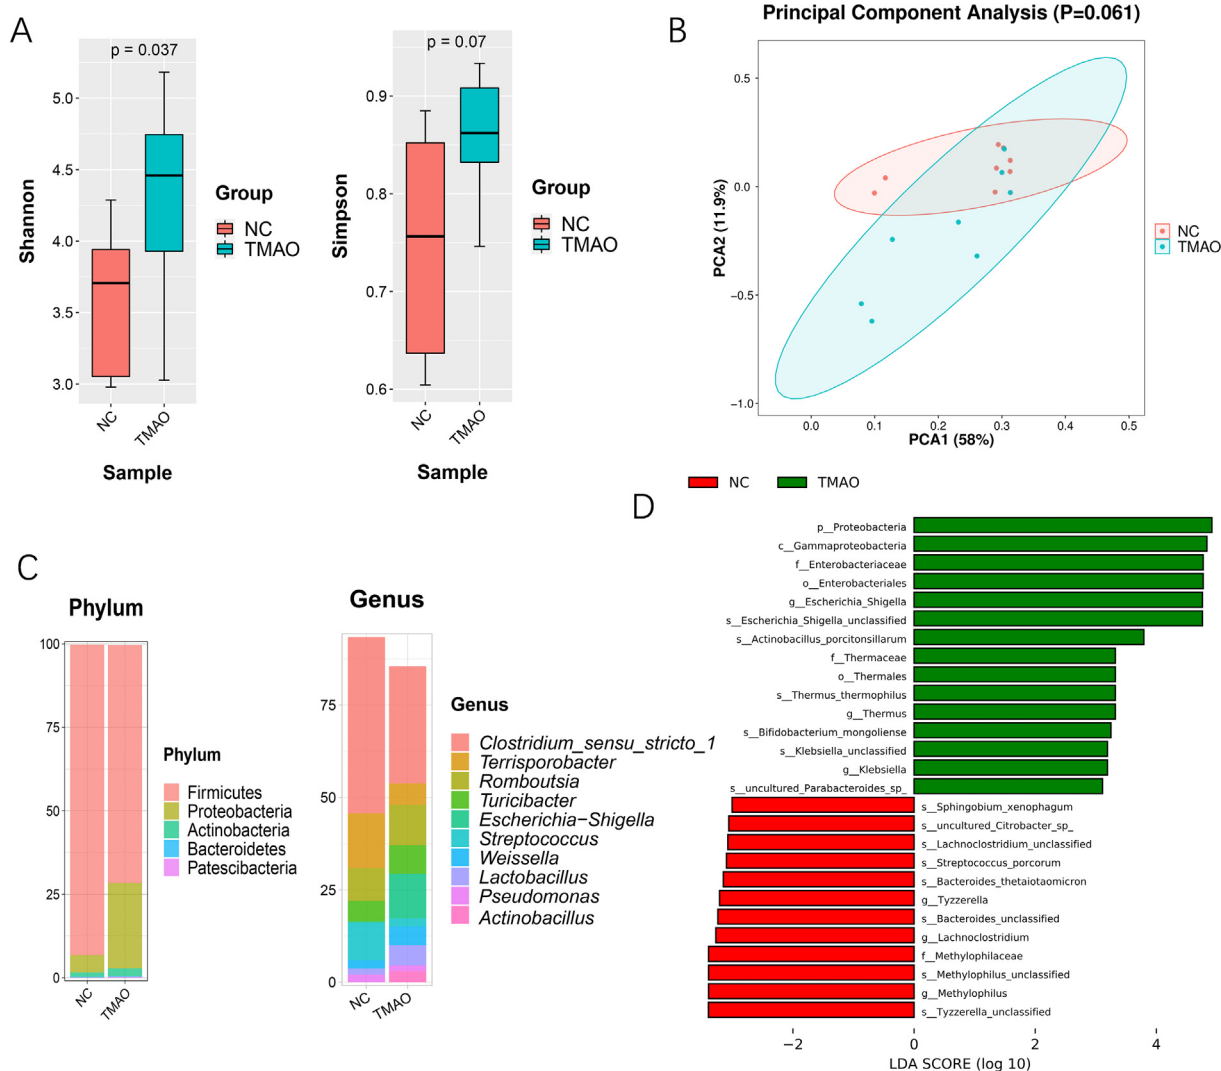 A
p = 0.037
5.0
4.5
4.0
3.5
3.0
Shannon
NC
TMAO
Sample
Group
NC
TMAO
p = 0.07
0.9
0.8
0.7
0.6
Simpson
NC
TMAO
Sample
Group
NC
TMAO
B
Principal Component Analysis (P=0.061)
0.5
0.0
−0.5
−1.0
PCA2 (11.9%)
0.0 0.1 0.2 0.3 0.4 0.5
PCA1 (58%)
NC
TMAO
C
Phylum
100
75
50
25
0
NC
TMAO
Phylum
Firmicutes
Proteobacteria
Actinobacteria
Bacteroidetes
Patescibacteria
Genus
75
50
25
0
NC
TMAO
Genus
Clostridium_sensu_stricto_1
Terrisporobacter
Romboutsia
Turicibacter
Escherichia−Shigella
Streptococcus
Weissella
Lactobacillus
Pseudomonas
Actinobacillus
D
NC TMAO
p__Proteobacteria
c__Gammaproteobacteria
f__Enterobacteriaceae
o__Enterobacteriales
g__Escherichia_Shigella
s__Escherichia_Shigella_unclassified
s__Actinobacillus_porcitonsillarum
f__Thermaceae
o__Thermales
s__Thermus_thermophilus
g__Thermus
s__Bifidobacterium_mongoliense
s__Klebsiella_unclassified
g__Klebsiella
s__uncultured_Parabacteroides_sp_
s__Sphingobium_xenophagum
s__uncultured_Citrobacter_sp_
s__Lachnoclostridium_unclassified
s__Streptococcus_porcorum
s__Bacteroides_thetaiotaomicron
g__Tyzzerella
s__Bacteroides_unclassified
g__Lachnoclostridium
f__Methylophilaceae
s__Methylophilus_unclassified
g__Methylophilus
s__Tyzzerella_unclassified
−2 0 2 4
LDA SCORE (log 10)